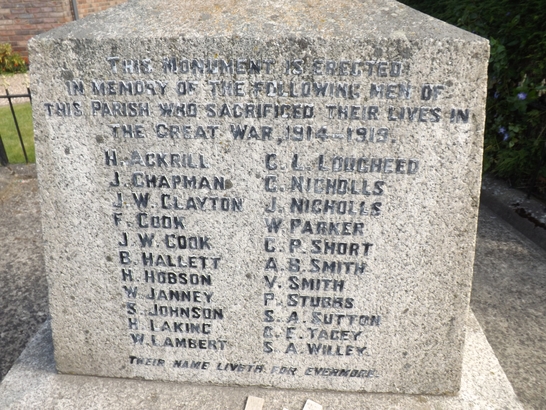 THIS MONUMENT IS ERECTED
IN MEMORY OF THE FOLLOWING MEN OF
THIS PARISH WHO SACRIFICED THEIR LIVES IN
THE GREAT WAR, 1914-1919.
H. ACKRILL
J. CHAPMAN
J. W. CLAYTON
F. COOK
J. W. COOK
B. HALLETT
H. HOBSON
W. JANNEY
S. JOHNSON
H. LAKING
W. LAMBERT
C. L. LOUGHEED
C. NICHOLLS
J. NICHOLLS
W. PARKER
C. P. SHORT
A. S. SMITH
V. SMITH
P. STUBBS
S. A. SUTTON
G. E. TACEY
S. A. WILLEY
THEIR NAME LIVETH FOR EVERMORE.